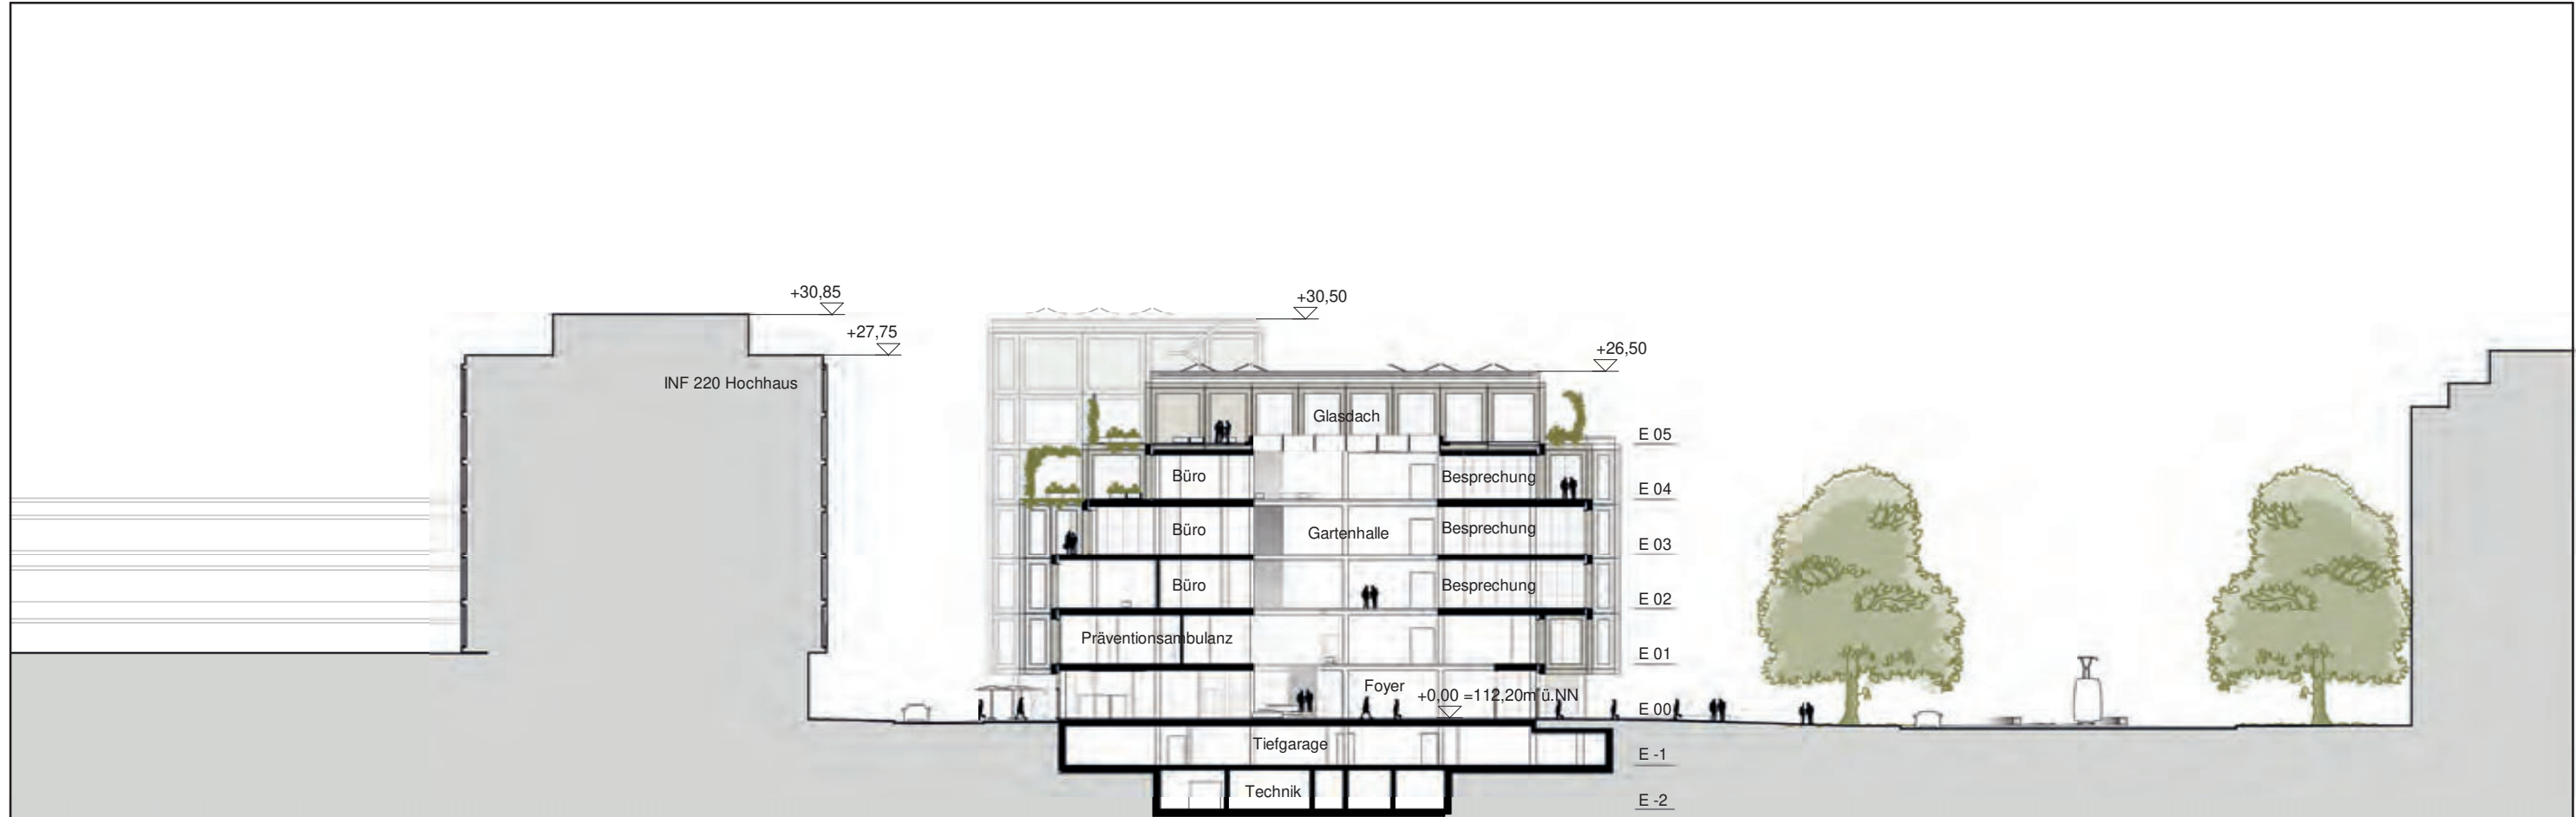 +30,85
+30,50
+27,75
+26,50
INF 220 Hochhaus
Glasdach
E 05
Büro
Besprechung
E 04
Büro
Gartenhalle
Besprechung
E 03
Büro
Besprechung
E 02
Präventionsambulanz
E 01
Foyer
+0,00 =112,20m ü.NN
E 00
Tiefgarage
E -1
Technik
E -2